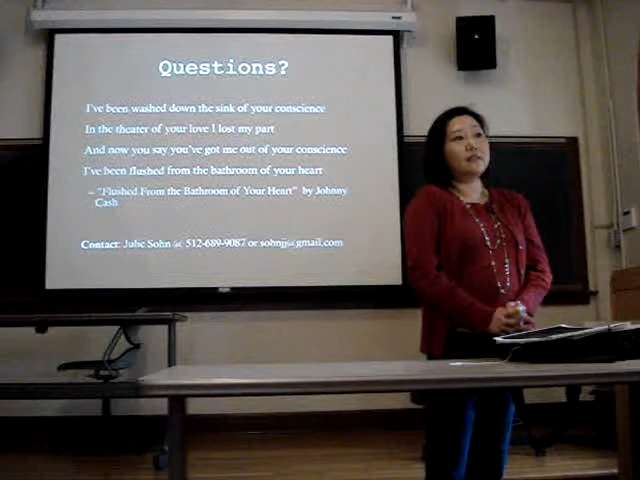 Questions?
I've been washed down the sink of your conscience
In the theater of your love I lost my part
And now you say you've got me out of your conscience
I've been flushed from the bathroom of your heart
– "Flushed From the Bathroom of Your Heart" by Johnny
Cash
Contact: Julie Sohn @ 512-689-9087 or sohnjj@gmail.com